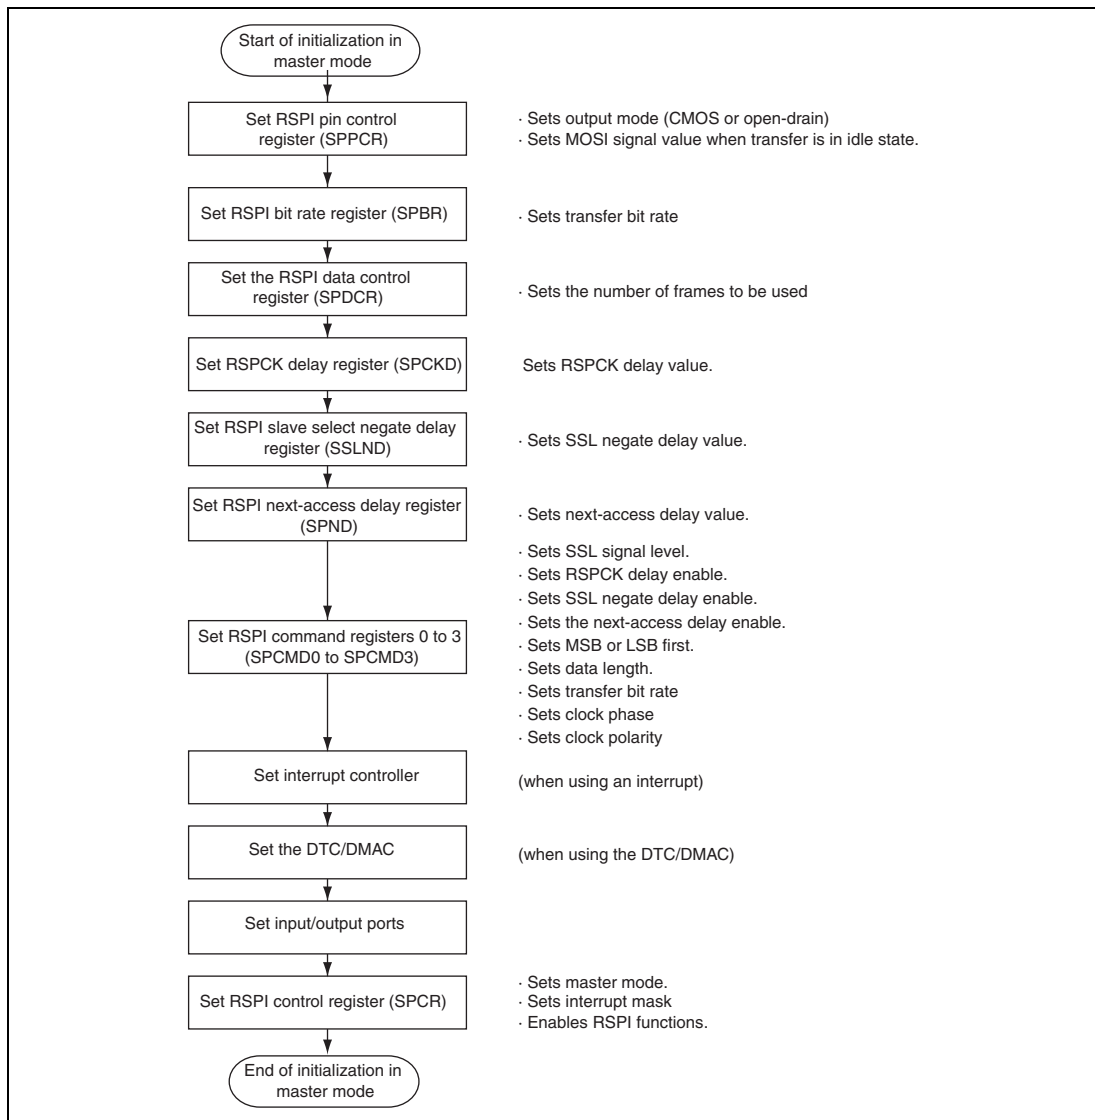 Start of initialization in
master mode
Set RSPI pin control
register (SPPCR)
· Sets output mode (CMOS or open-drain)
· Sets MOSI signal value when transfer is in idle state.
Set RSPI bit rate register (SPBR)
· Sets transfer bit rate
Set the RSPI data control
register (SPDCR)
· Sets the number of frames to be used
Set RSPCK delay register (SPCKD)
Sets RSPCK delay value.
Set RSPI slave select negate delay
register (SSLND)
· Sets SSL negate delay value.
Set RSPI next-access delay register
(SPND)
· Sets next-access delay value.
Set RSPI command registers 0 to 3
(SPCMD0 to SPCMD3)
· Sets SSL signal level.
· Sets RSPCK delay enable.
· Sets SSL negate delay enable.
· Sets the next-access delay enable.
· Sets MSB or LSB first.
· Sets data length.
· Sets transfer bit rate
· Sets clock phase
· Sets clock polarity
Set interrupt controller
(when using an interrupt)
Set the DTC/DMAC
(when using the DTC/DMAC)
Set input/output ports
Set RSPI control register (SPCR)
· Sets master mode.
· Sets interrupt mask
· Enables RSPI functions.
End of initialization in
master mode